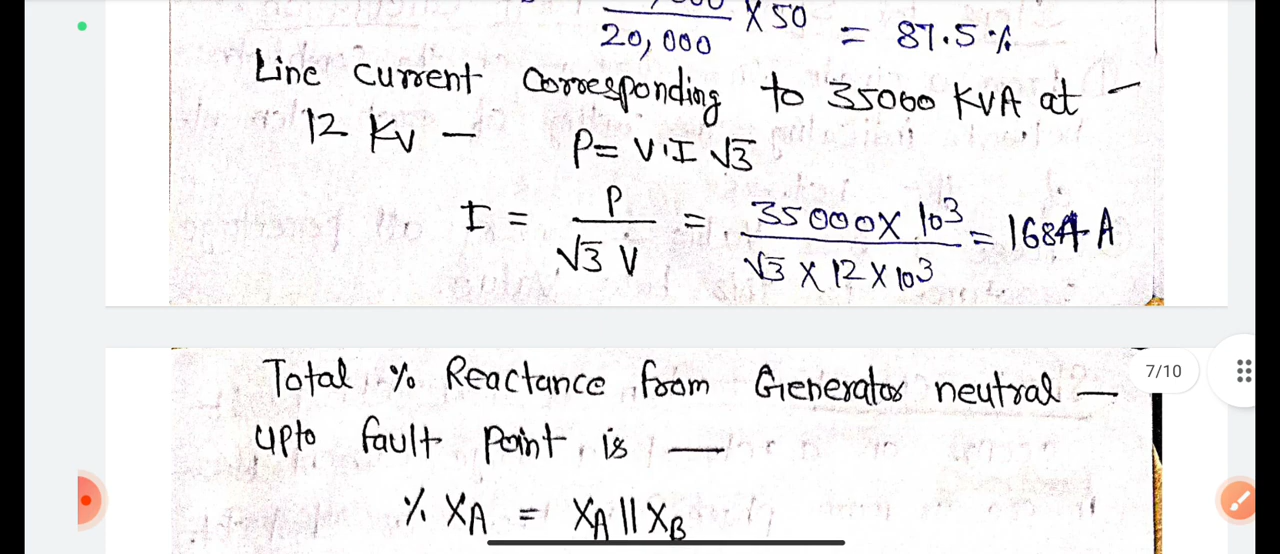 20,000 X 50 = 87.5 %
Line current corresponding to 35000 KVA at -
12 KV -
P = V.I √3
I = P / √3 V = 35000 X 10³ / √3 X 12 X 10³ = 1684 A
Total % Reactance from Generator neutral -
upto fault point is -
7/10
% XA = XA || XB